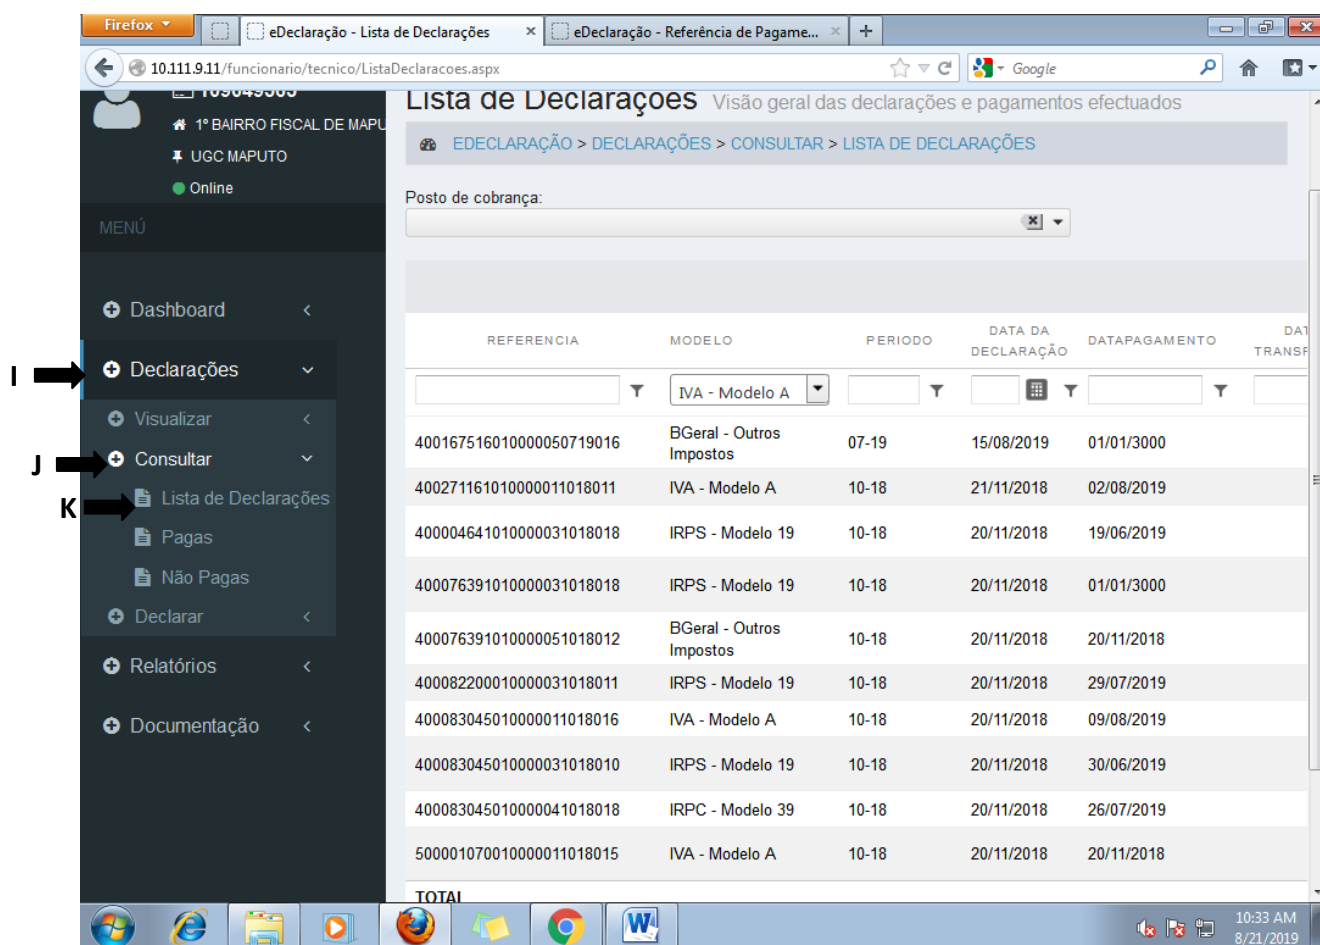 Firefox
eDeclaração - Lista de Declarações × eDeclaração - Referência de Pagame... × +
10.111.9.11/funcionario/tecnico/ListaDeclaracoes.aspx Google
109049303
1º BAIRRO FISCAL DE MAPU
UGC MAPUTO
Online
MENÚ
Dashboard
I Declarações
Visualizar
J Consultar
K Lista de Declarações
Pagas
Não Pagas
Declarar
Relatórios
Documentação
Lista de Declarações Visão geral das declarações e pagamentos efectuados
EDECLARAÇÃO > DECLARAÇÕES > CONSULTAR > LISTA DE DECLARAÇÕES
Posto de cobrança:
REFERENCIA MODELO PERIODO DATA DA DECLARAÇÃO DATAPAGAMENTO DAT TRANSF
IVA - Modelo A
400167516010000050719016 BGeral - Outros Impostos 07-19 15/08/2019 01/01/3000
400271161010000011018011 IVA - Modelo A 10-18 21/11/2018 02/08/2019
400004641010000031018018 IRPS - Modelo 19 10-18 20/11/2018 19/06/2019
400076391010000031018018 IRPS - Modelo 19 10-18 20/11/2018 01/01/3000
400076391010000051018012 BGeral - Outros Impostos 10-18 20/11/2018 20/11/2018
400082200010000031018011 IRPS - Modelo 19 10-18 20/11/2018 29/07/2019
400083045010000011018016 IVA - Modelo A 10-18 20/11/2018 09/08/2019
400083045010000031018010 IRPS - Modelo 19 10-18 20/11/2018 30/06/2019
400083045010000041018018 IRPC - Modelo 39 10-18 20/11/2018 26/07/2019
500001070010000011018015 IVA - Modelo A 10-18 20/11/2018 20/11/2018
TOTAL
10:33 AM
8/21/2019